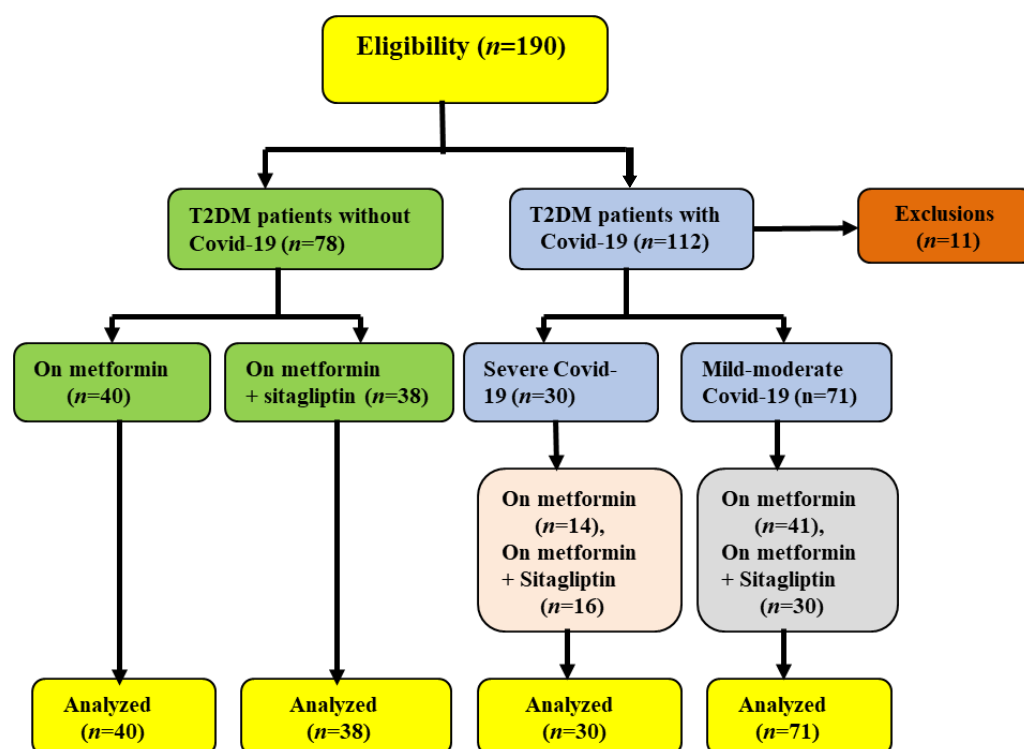 Eligibility (n=190)
T2DM patients without
Covid-19 (n=78)
T2DM patients with
Covid-19 (n=112)
Exclusions
(n=11)
On metformin
(n=40)
On metformin
+ sitagliptin (n=38)
Severe Covid-
19 (n=30)
Mild-moderate
Covid-19 (n=71)
On metformin
(n=14),
On metformin
+ Sitagliptin
(n=16)
On metformin
(n=41),
On metformin
+ Sitagliptin
(n=30)
Analyzed
(n=40)
Analyzed
(n=38)
Analyzed
(n=30)
Analyzed
(n=71)